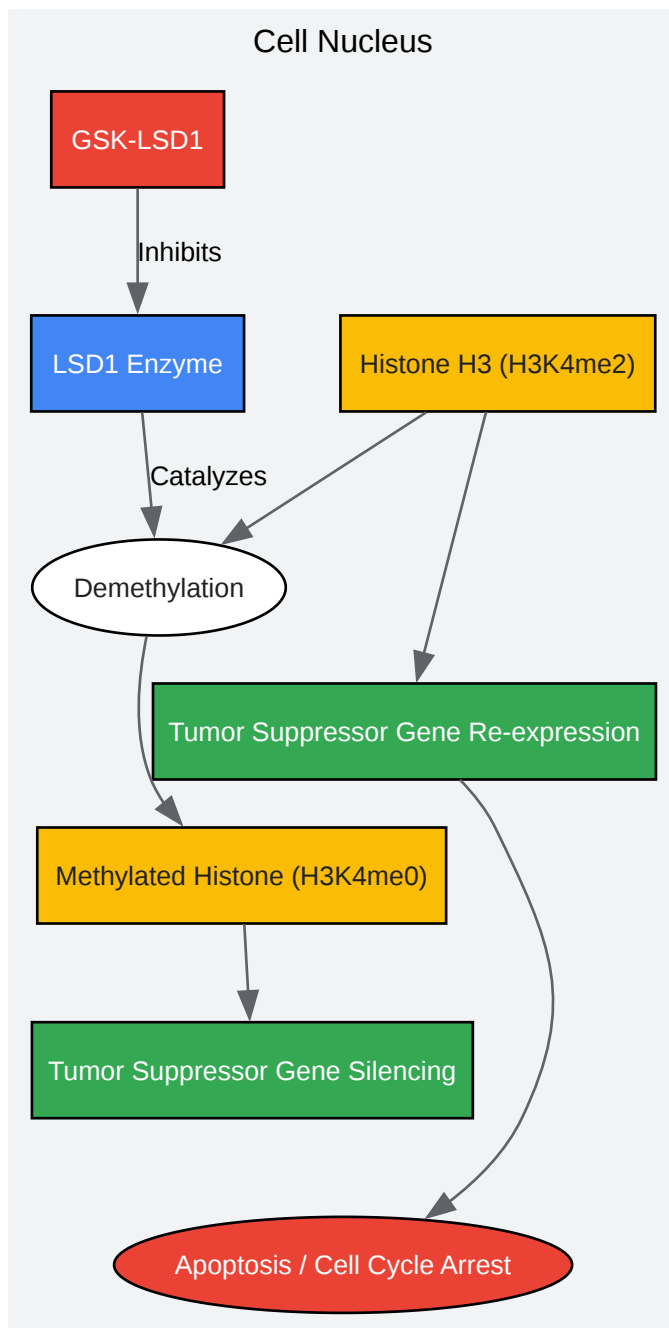 Cell Nucleus
GSK-LSD1
Inhibits
LSD1 Enzyme
Histone H3 (H3K4me2)
Catalyzes
Demethylation
Tumor Suppressor Gene Re-expression
Methylated Histone (H3K4me0)
Tumor Suppressor Gene Silencing
Apoptosis / Cell Cycle Arrest